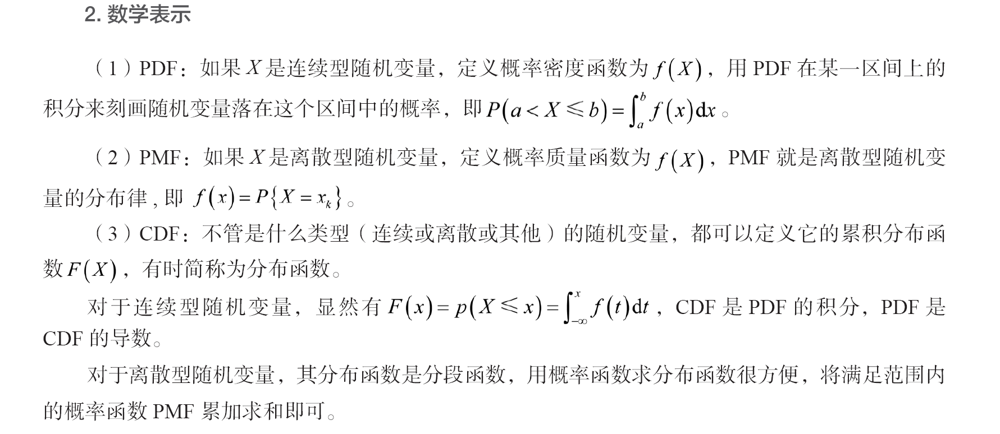 2. 数学表示
（1）PDF：如果 X 是连续型随机变量，定义概率密度函数为 f(X)，用 PDF 在某一区间上的
积分来刻画随机变量落在这个区间中的概率，即 P(a < X ≤ b) = ∫_a^b f(x)dx 。
（2）PMF：如果 X 是离散型随机变量，定义概率质量函数为 f(X)，PMF 就是离散型随机变
量的分布律 , 即 f(x) = P{X = x_k} 。
（3）CDF：不管是什么类型（连续或离散或其他）的随机变量，都可以定义它的累积分布函
数 F(X)，有时简称为分布函数。
对于连续型随机变量，显然有 F(x) = p(X ≤ x) = ∫_{-∞}^x f(t)dt ，CDF 是 PDF 的积分，PDF 是
CDF 的导数。
对于离散型随机变量，其分布函数是分段函数，用概率函数求分布函数很方便，将满足范围内
的概率函数 PMF 累加求和即可。